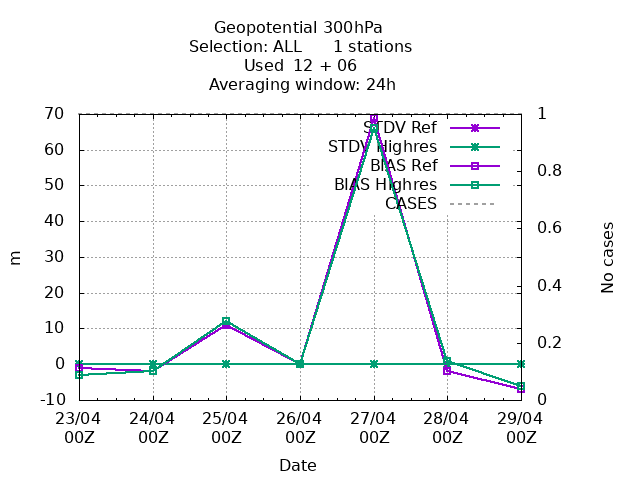 Geopotential 300hPa
Selection: ALL 1 stations
Used 12 + 06
Averaging window: 24h
STDV Ref
STDV Highres
BIAS Ref
BIAS Highres
CASES
70
60
50
40
30
20
10
0
-10
m
1
0.8
0.6
0.4
0.2
0
No cases
23/04 24/04 25/04 26/04 27/04 28/04 29/04
00Z 00Z 00Z 00Z 00Z 00Z 00Z
Date